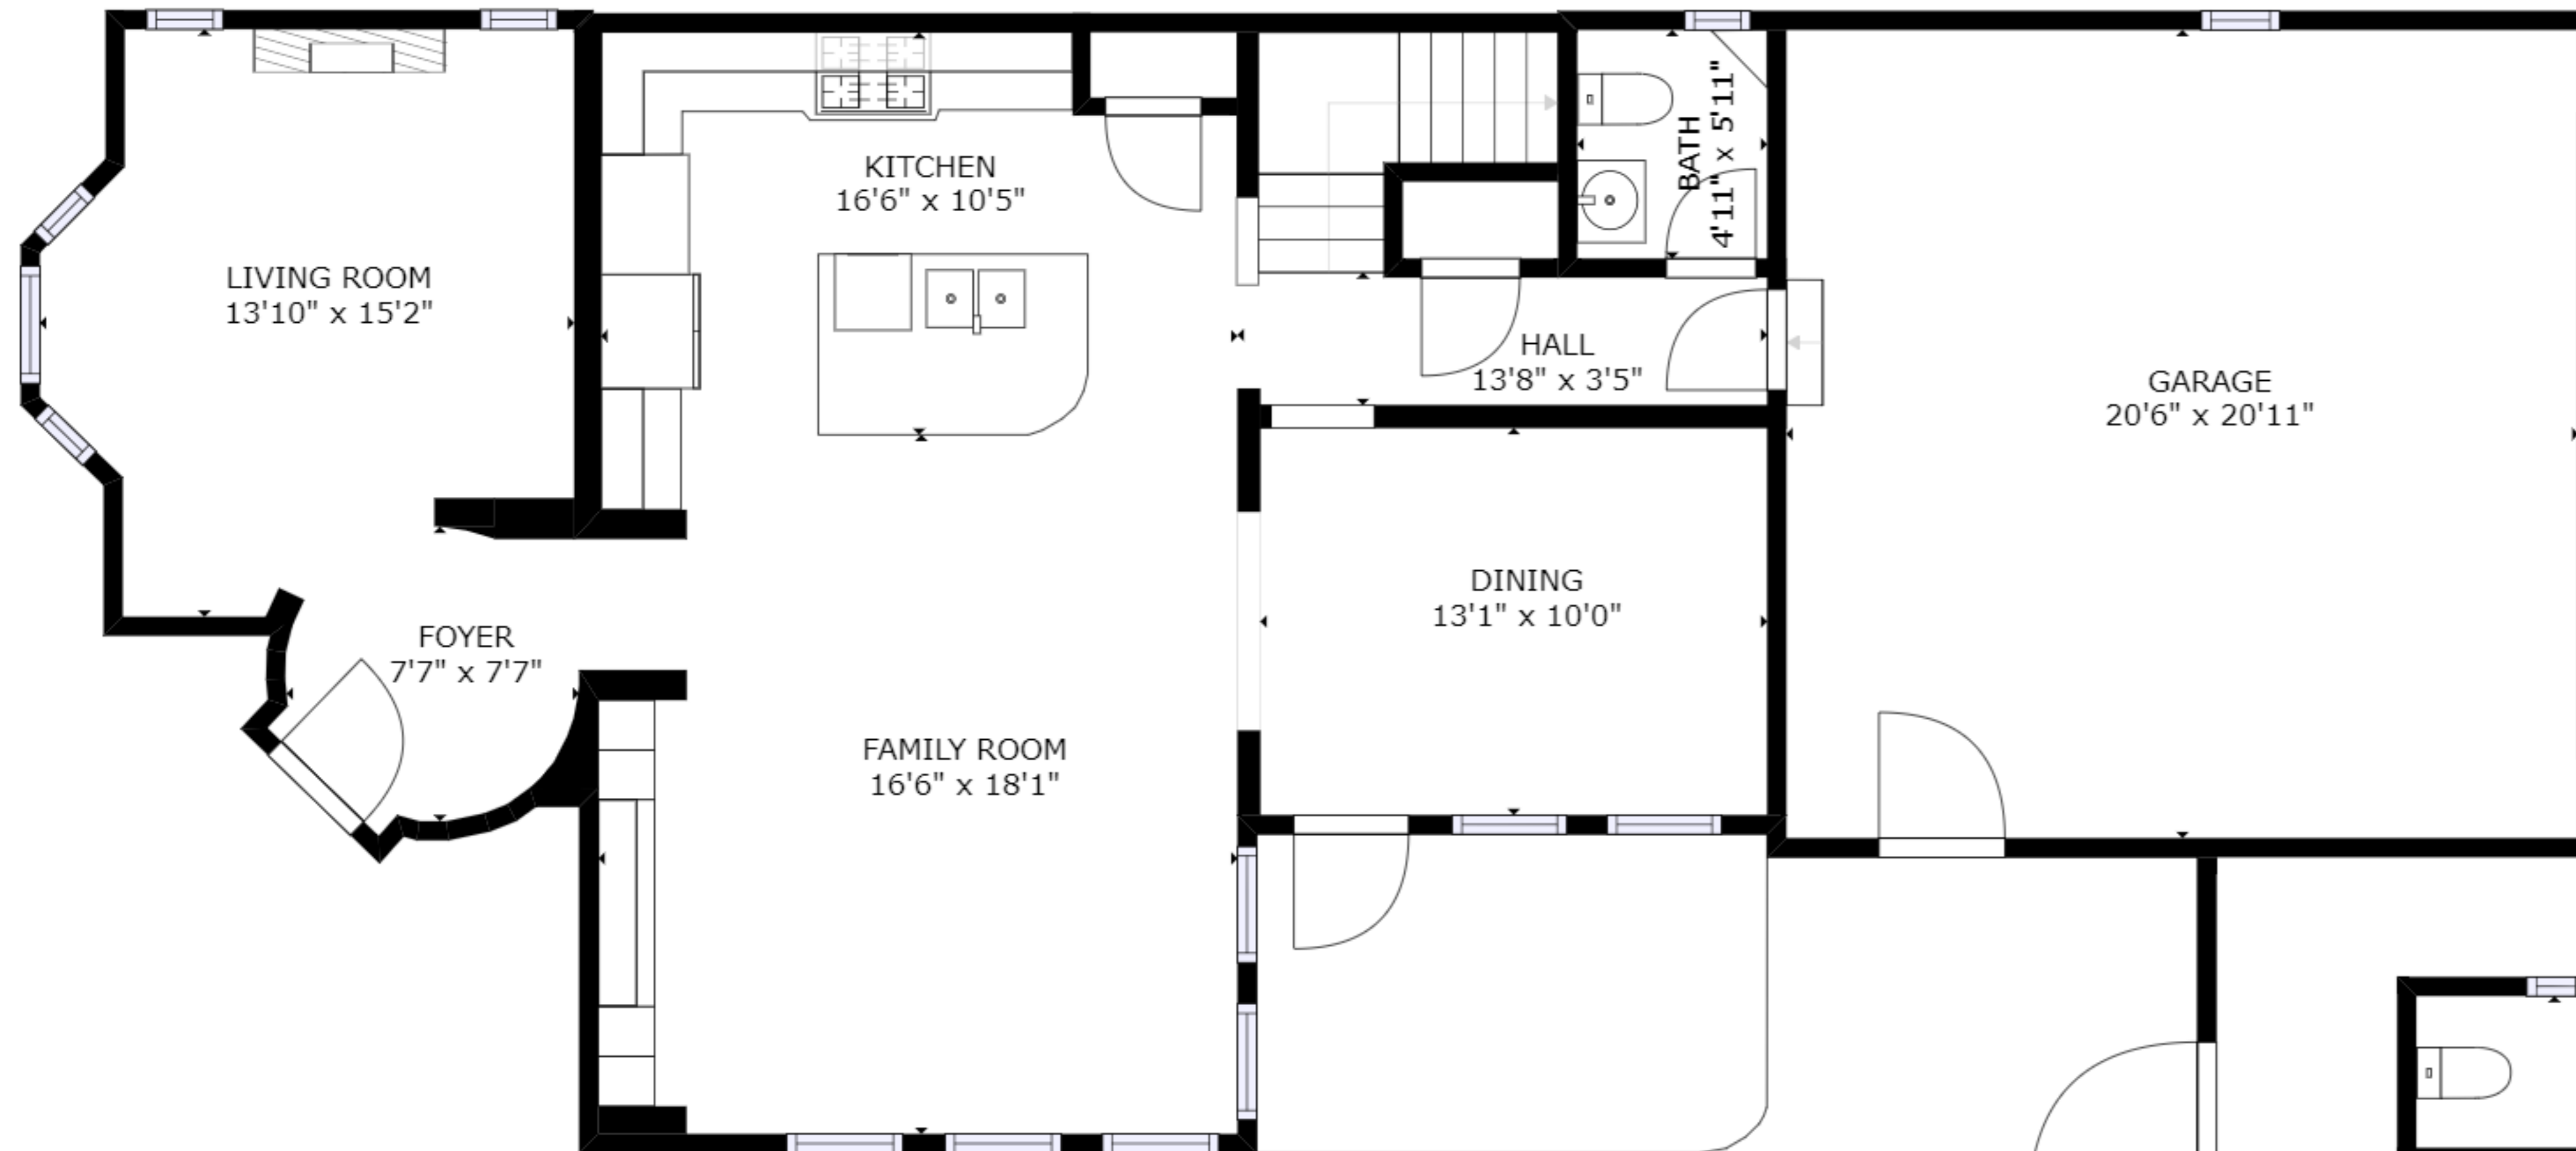 KITCHEN
16'6" x 10'5"
BATH
4'11" x 5'11"
LIVING ROOM
13'10" x 15'2"
HALL
13'8" x 3'5"
GARAGE
20'6" x 20'11"
DINING
13'1" x 10'0"
FOYER
7'7" x 7'7"
FAMILY ROOM
16'6" x 18'1"